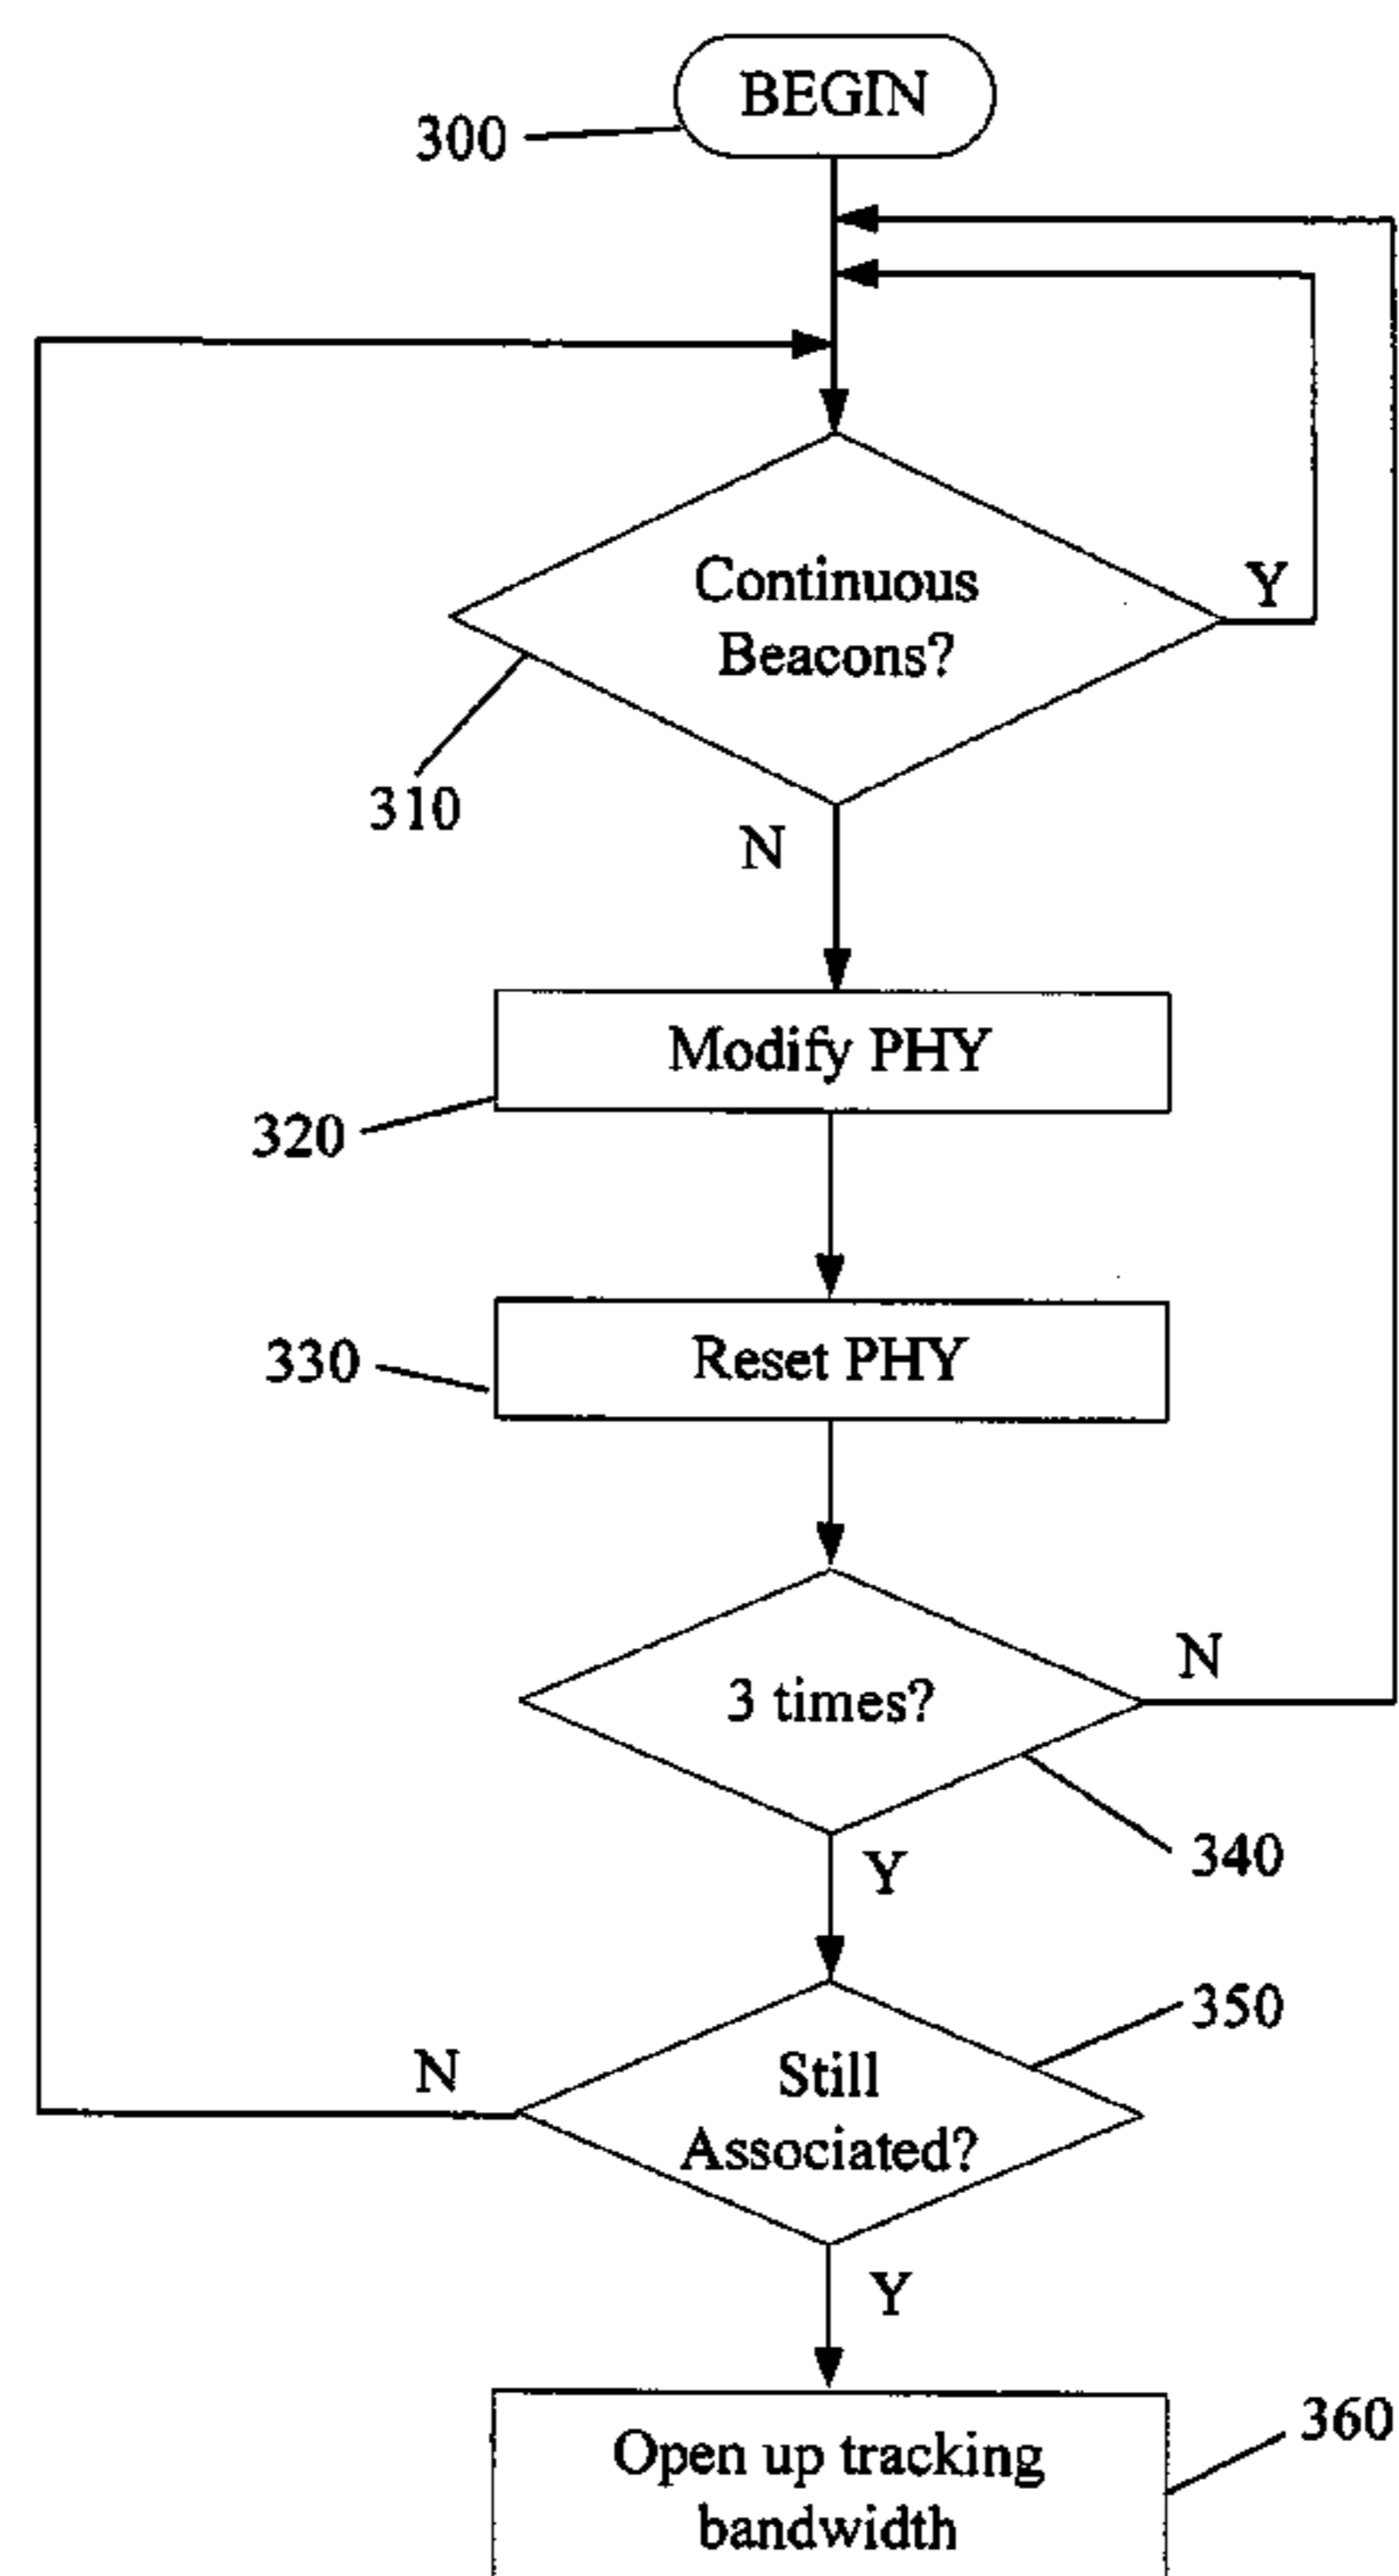 BEGIN
300
Continuous
Beacons?
Y
310
N
Modify PHY
320
Reset PHY
330
3 times?
N
340
Y
350
Still
Associated?
N
Y
360
Open up tracking
bandwidth